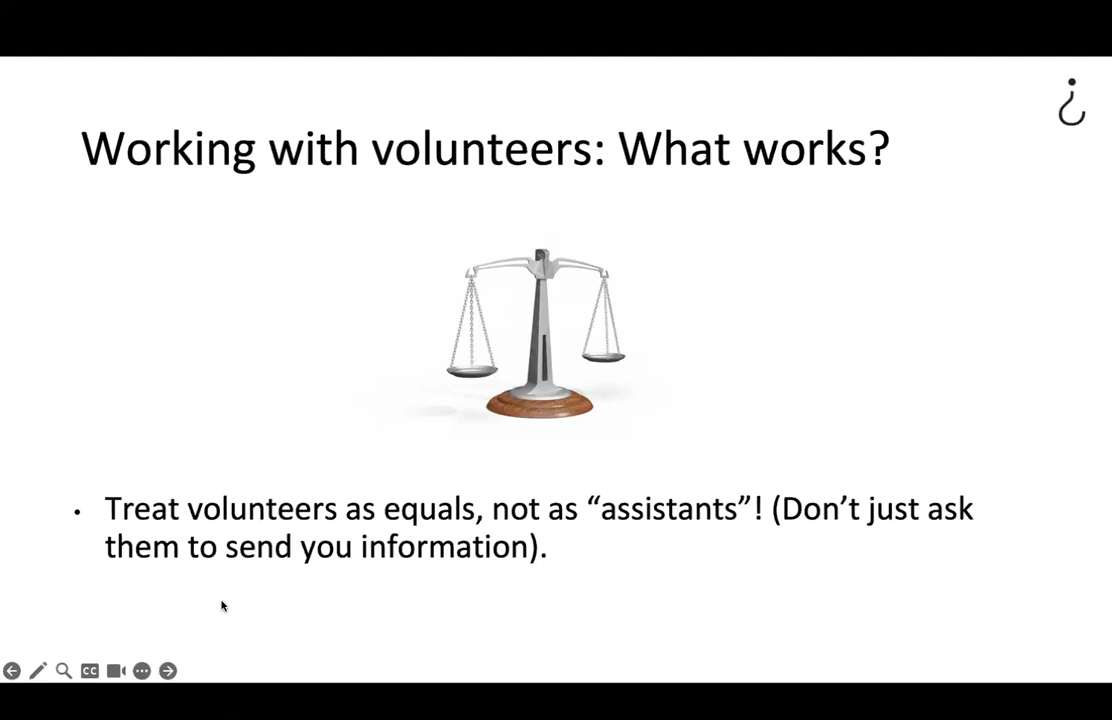 ¿
Working with volunteers: What works?
• Treat volunteers as equals, not as “assistants”! (Don’t just ask
them to send you information).
CC